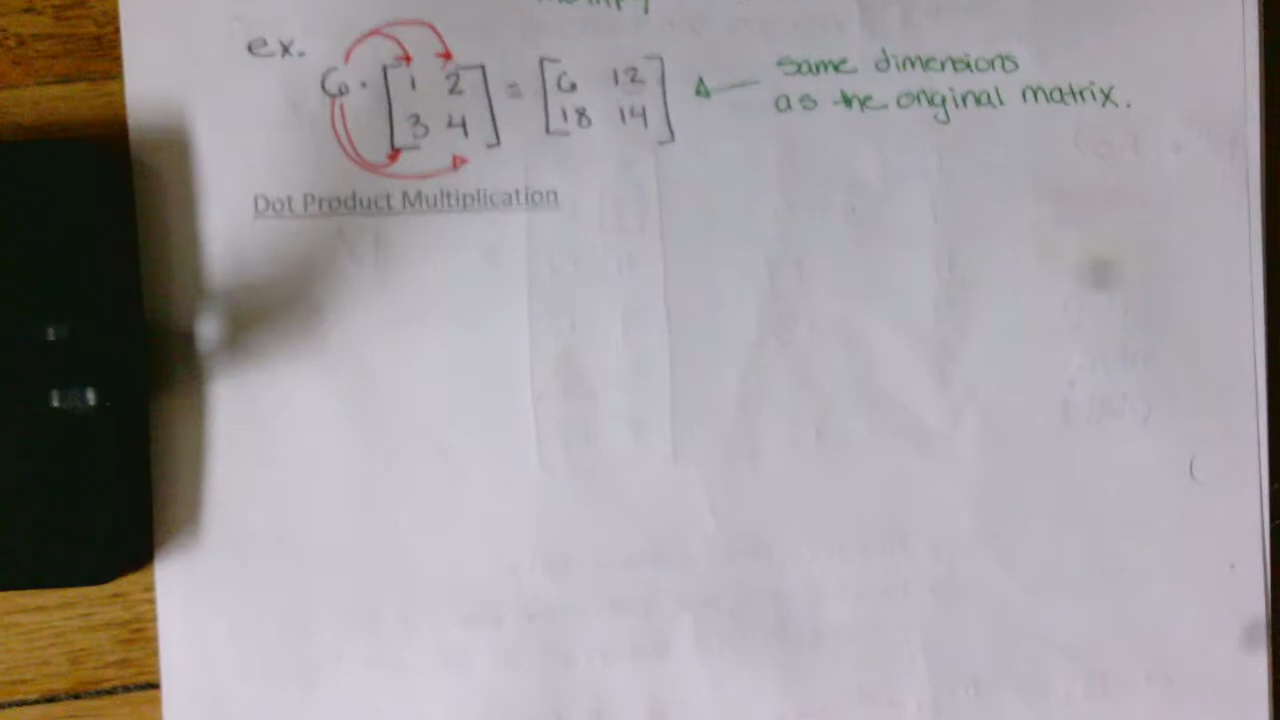 ex.
6 · [1 2 3 4] = [6 12 18 14]
same dimensions
as the original matrix.
Dot Product Multiplication